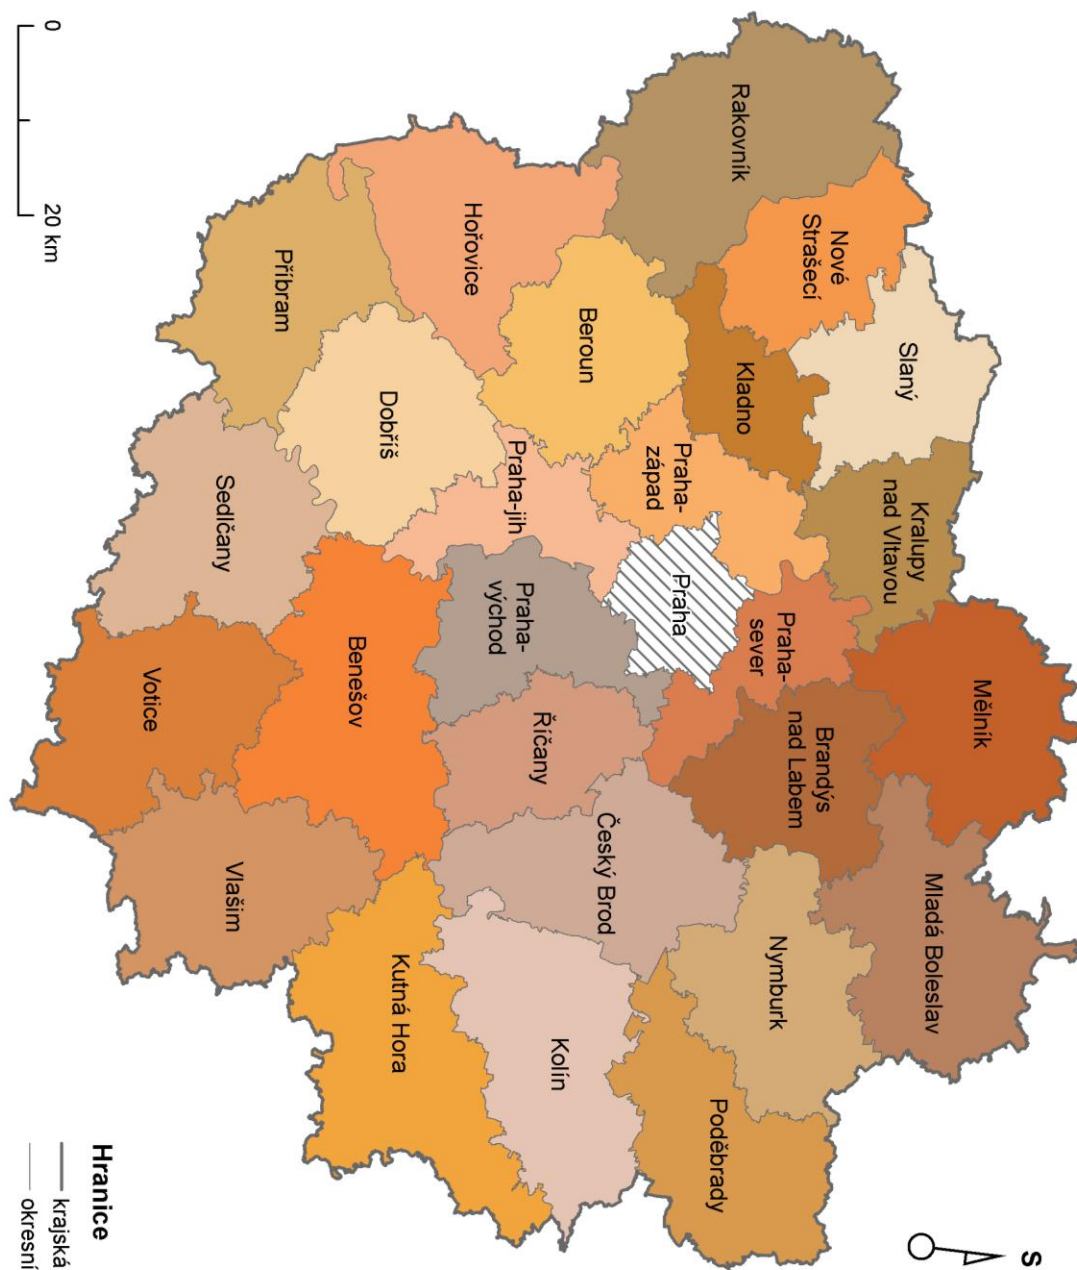 S
Mělník
Mladá Boleslav
Slaný
Kralupy
nad Vltavou
Nové
Strašecí
Brandýs
nad Labem
Nymburk
Rakovník
Kladno
Praha-
sever
Poděbrady
Praha-
západ
Praha
Beroun
Český Brod
Kolín
Praha-jih
Praha-
východ
Říčany
Hořovice
Dobříš
Benešov
Kutná Hora
Příbram
Sedlčany
Vlašim
Votice
Hranice
krajská
okresní
0
20 km